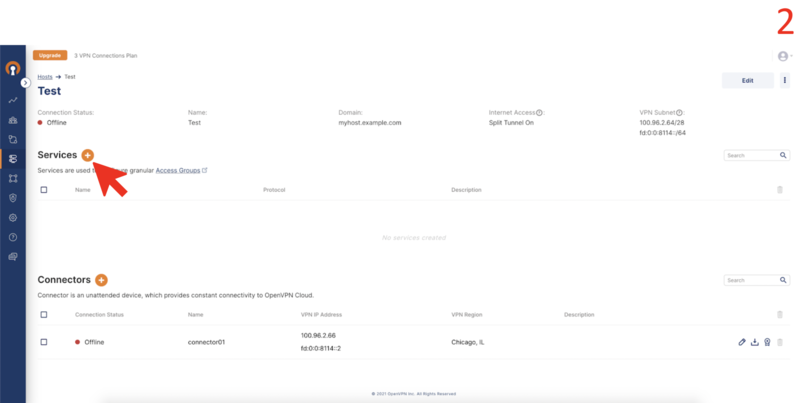 2
Upgrade 3 VPN Connections Plan
Hosts → Test
Test
Edit
Connection Status: Name: Domain: Internet Access ?: VPN Subnet ?:
Offline Test myhost.example.com Split Tunnel On 100.96.2.64/28
fd:0:0:8114::/64
Services
Search
Services are used granular Access Groups
Name Protocol Description
No services created
Connectors
Search
Connector is an unattended device, which provides constant connectivity to OpenVPN Cloud.
Connection Status Name VPN IP Address VPN Region Description
Offline connector01 100.96.2.66 Chicago, IL
fd:0:0:8114::2
© 2021 OpenVPN Inc. All Rights Reserved